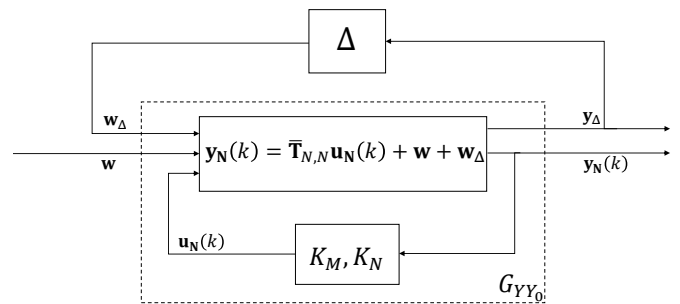 Δ
𝐰_Δ
𝐲_Δ
𝐲_𝐍(k) = 𝐓̅_{N,N}𝐮_𝐍(k) + 𝐰 + 𝐰_Δ
𝐰
𝐲_𝐍(k)
𝐮_𝐍(k)
K_M, K_N
G_{YY_0}